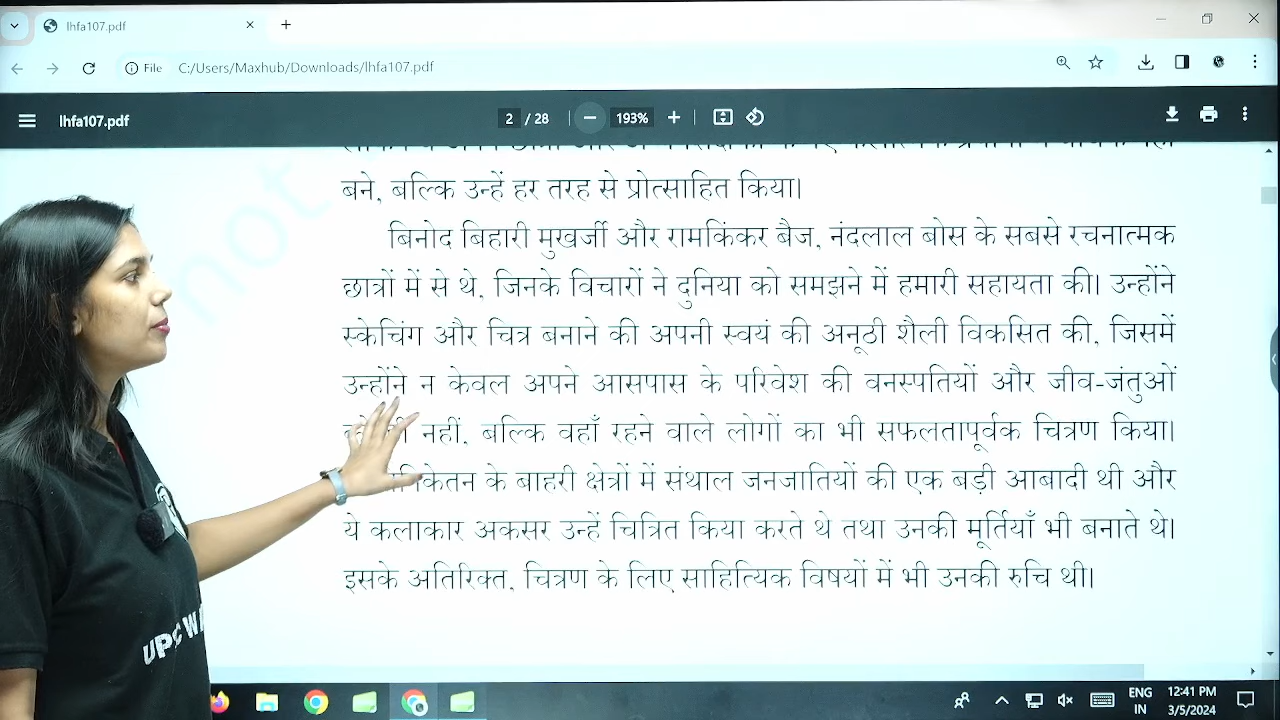 lhfa107.pdf
File C:/Users/Maxhub/Downloads/lhfa107.pdf
lhfa107.pdf 2 / 28 193%
not
बने, बल्कि उन्हें हर तरह से प्रोत्साहित किया।
बिनोद बिहारी मुखर्जी और रामकिंकर बैज, नंदलाल बोस के सबसे रचनात्मक
छात्रों में से थे, जिनके विचारों ने दुनिया को समझने में हमारी सहायता की। उन्होंने
स्केचिंग और चित्र बनाने की अपनी स्वयं की अनूठी शैली विकसित की, जिसमें
उन्होंने न केवल अपने आसपास के परिवेश की वनस्पतियों और जीव-जंतुओं
नहीं, बल्कि वहाँ रहने वाले लोगों का भी सफलतापूर्वक चित्रण किया।
के बाहरी क्षेत्रों में संथाल जनजातियों की एक बड़ी आबादी थी और
ये कलाकार अकसर उन्हें चित्रित किया करते थे तथा उनकी मूर्तियाँ भी बनाते थे।
इसके अतिरिक्त, चित्रण के लिए साहित्यिक विषयों में भी उनकी रुचि थी।
ENG 12:41 PM
IN 3/5/2024